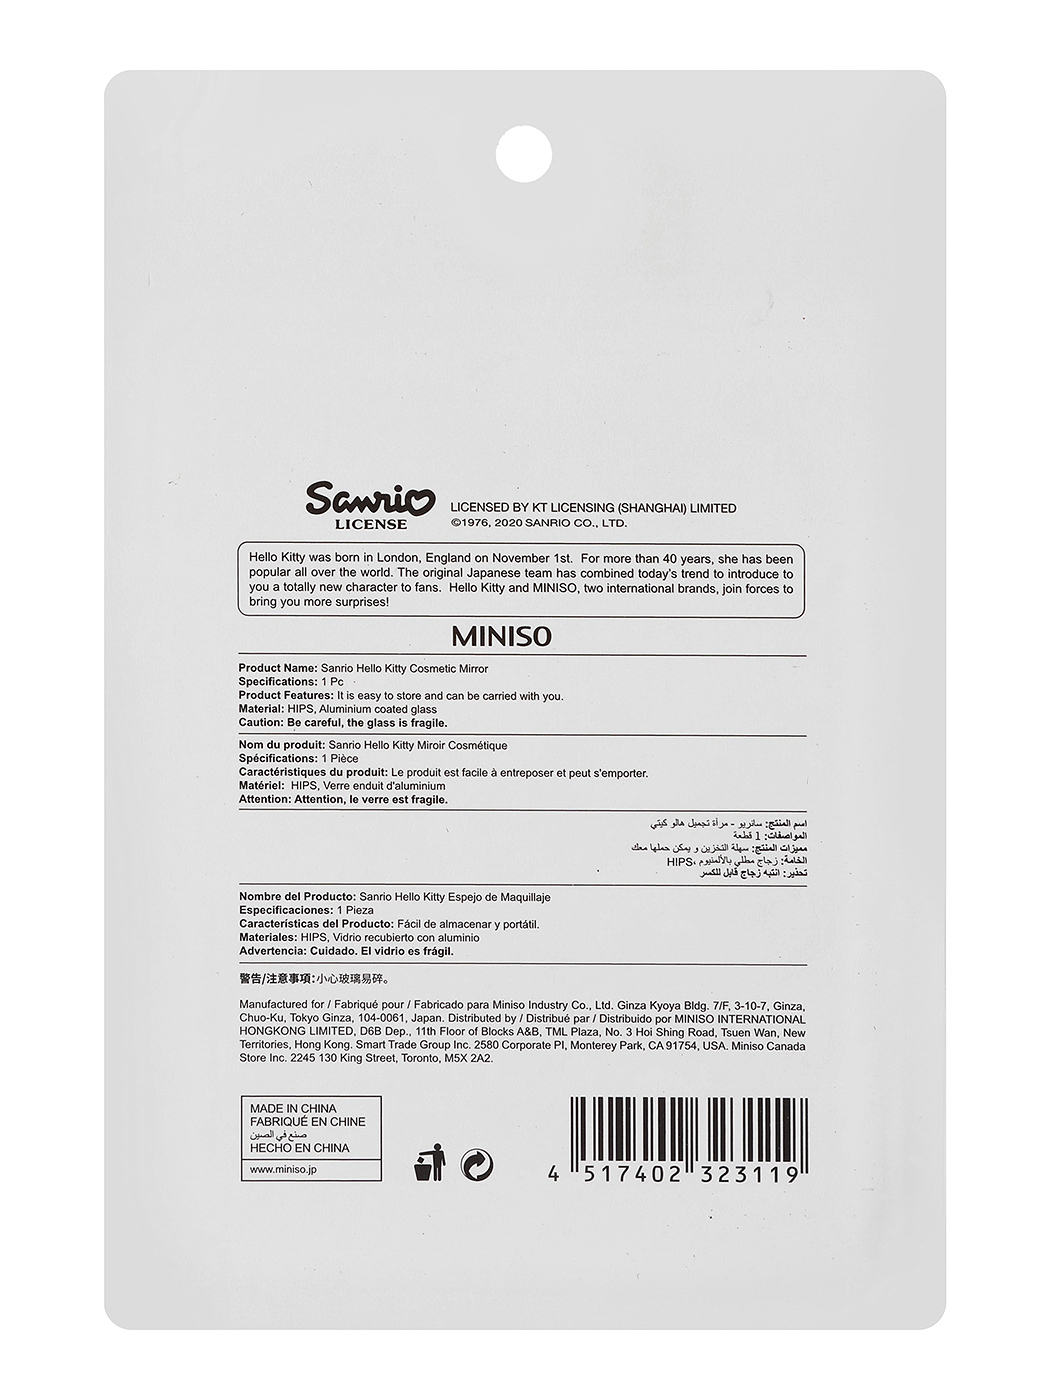 Sanrio
LICENSE
LICENSED BY KT LICENSING (SHANGHAI) LIMITED
©1976, 2020 SANRIO CO., LTD.
Hello Kitty was born in London, England on November 1st. For more than 40 years, she has been
popular all over the world. The original Japanese team has combined today's trend to introduce to
you a totally new character to fans. Hello Kitty and MINISO, two international brands, join forces to
bring you more surprises!
MINISO
Product Name: Sanrio Hello Kitty Cosmetic Mirror
Specifications: 1 Pc
Product Features: It is easy to store and can be carried with you.
Material: HIPS, Aluminium coated glass
Caution: Be careful, the glass is fragile.
Nom du produit: Sanrio Hello Kitty Miroir Cosmétique
Spécifications: 1 Pièce
Caractéristiques du produit: Le produit est facile à entreposer et peut s'emporter.
Matériel: HIPS, Verre enduit d'aluminium
Attention: Attention, le verre est fragile.
اسم المنتج: سانريو - مرأة تجميل هالو كيتي
المواصفات: 1 قطعة
مميزات المنتج: سهلة التخزين و يمكن حملها معك
الخامة: زجاج مطلي بالألمنيوم ،HIPS
تحذير: انتبه زجاج قابل للكسر
Nombre del Producto: Sanrio Hello Kitty Espejo de Maquillaje
Especificaciones: 1 Pieza
Características del Producto: Fácil de almacenar y portátil.
Materiales: HIPS, Vidrio recubierto con aluminio
Advertencia: Cuidado. El vidrio es frágil.
警告/注意事項:小心玻璃易碎。
Manufactured for / Fabriqué pour / Fabricado para Miniso Industry Co., Ltd. Ginza Kyoya Bldg. 7/F, 3-10-7, Ginza,
Chuo-Ku, Tokyo Ginza, 104-0061, Japan. Distributed by / Distribué par / Distribuido por MINISO INTERNATIONAL
HONGKONG LIMITED, D6B Dep., 11th Floor of Blocks A&B, TML Plaza, No. 3 Hoi Shing Road, Tsuen Wan, New
Territories, Hong Kong. Smart Trade Group Inc. 2580 Corporate Pl, Monterey Park, CA 91754, USA. Miniso Canada
Store Inc. 2245 130 King Street, Toronto, M5X 2A2.
MADE IN CHINA
FABRIQUÉ EN CHINE
صنع في الصين
HECHO EN CHINA
www.miniso.jp
4 517402 323119